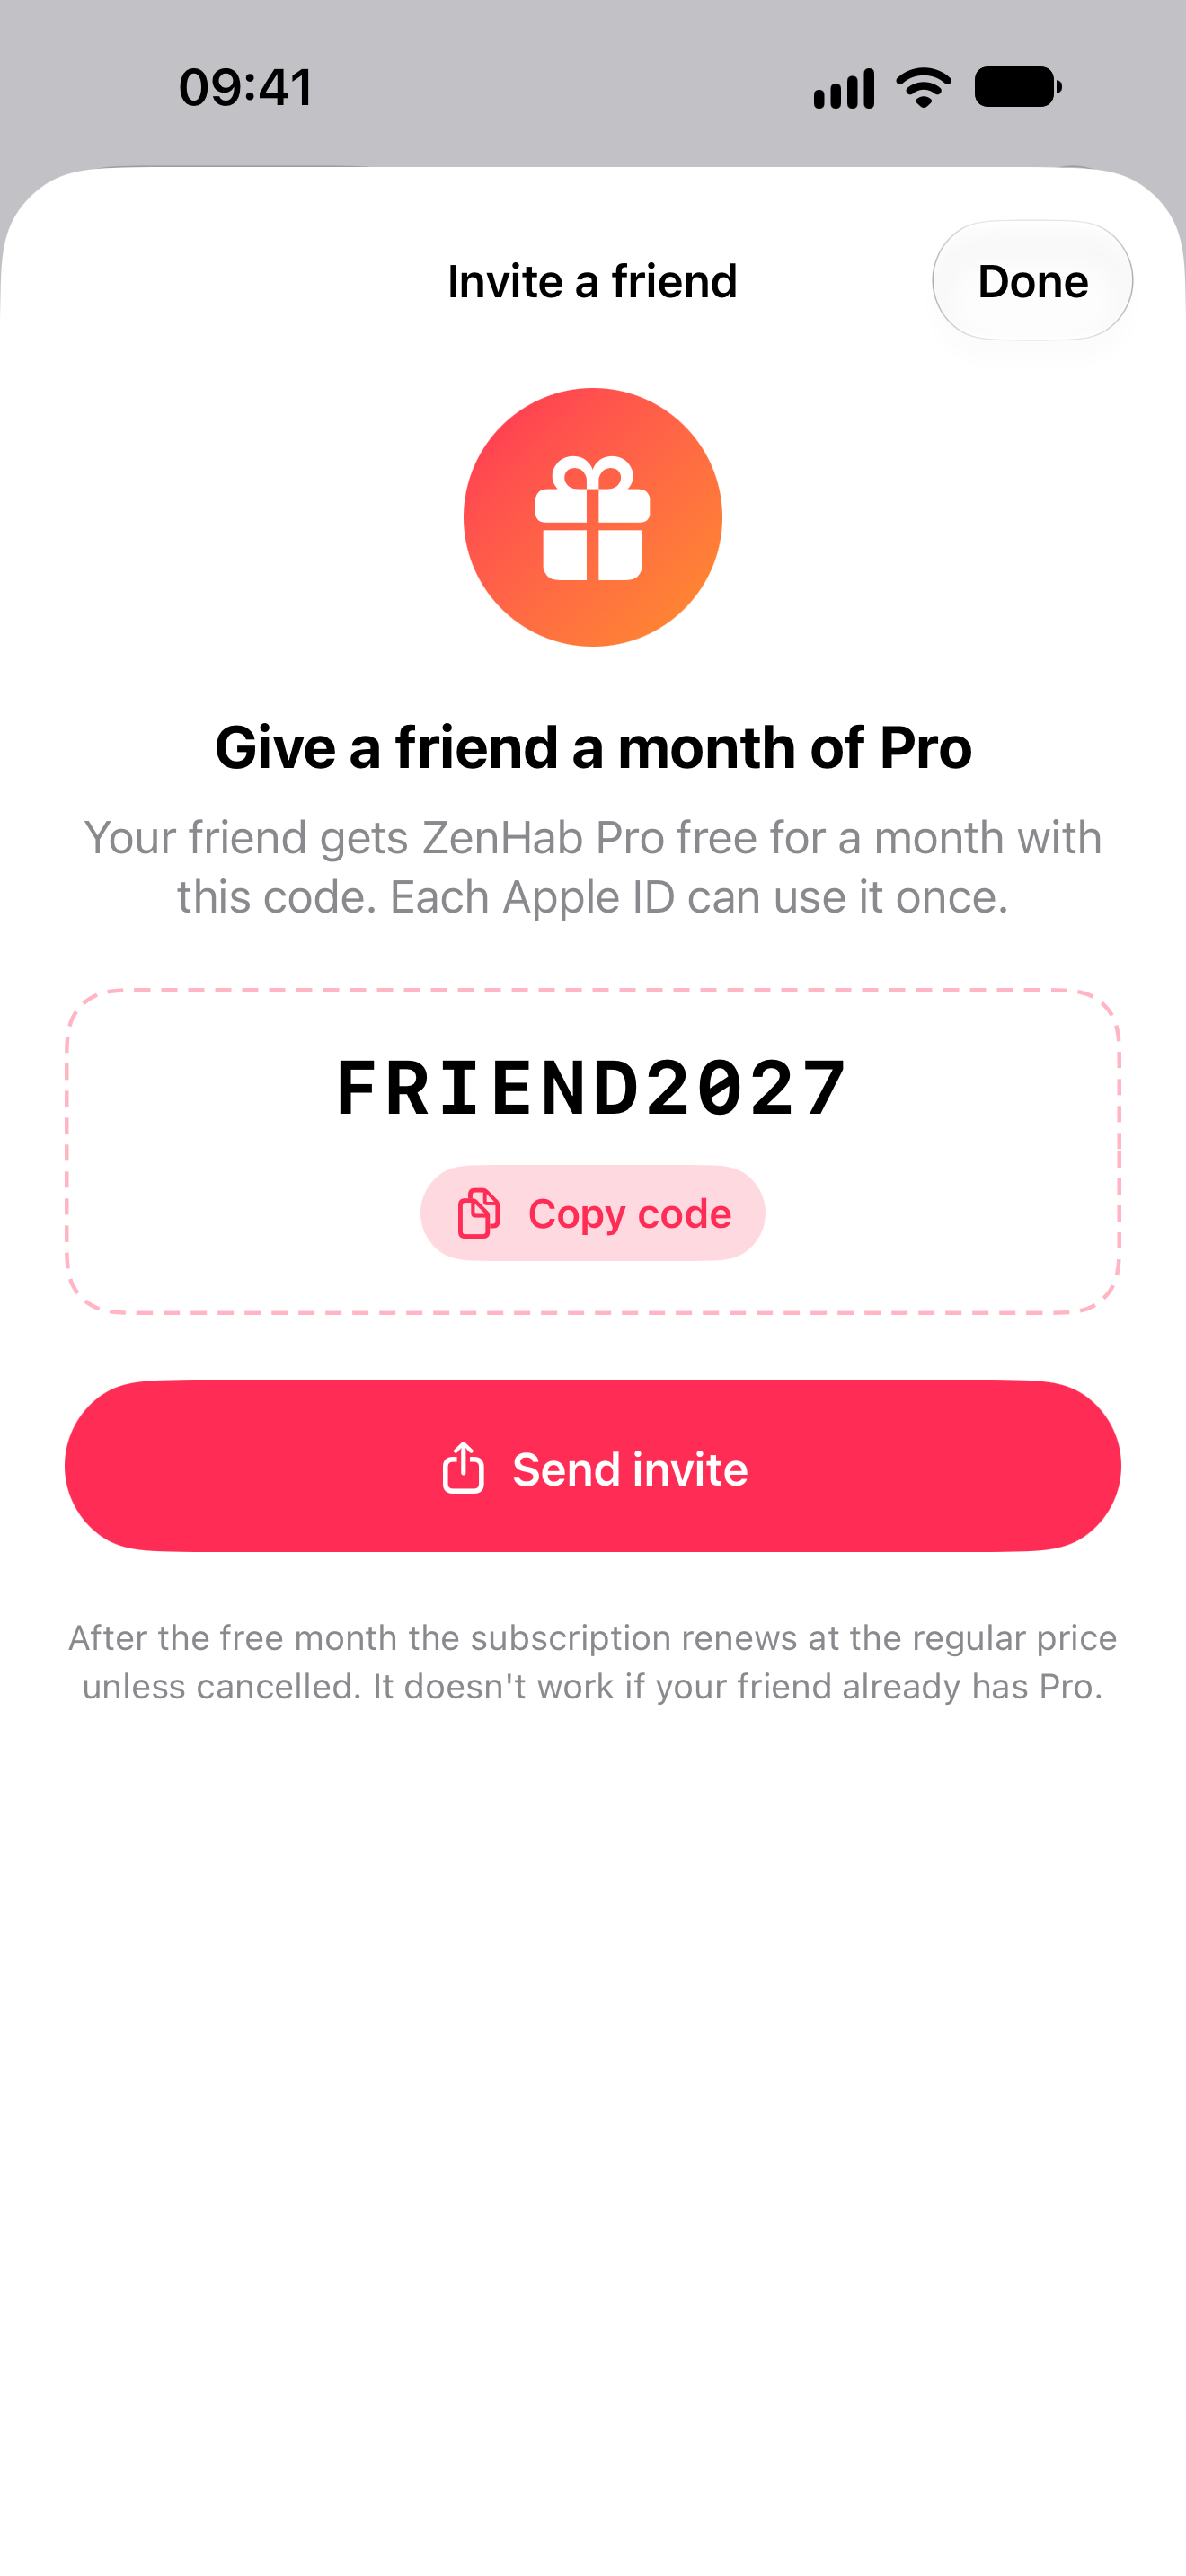 09:41
Invite a friend
Done
Give a friend a month of Pro
Your friend gets ZenHab Pro free for a month with
this code. Each Apple ID can use it once.
FRIEND2027
Copy code
Send invite
After the free month the subscription renews at the regular price
unless cancelled. It doesn't work if your friend already has Pro.